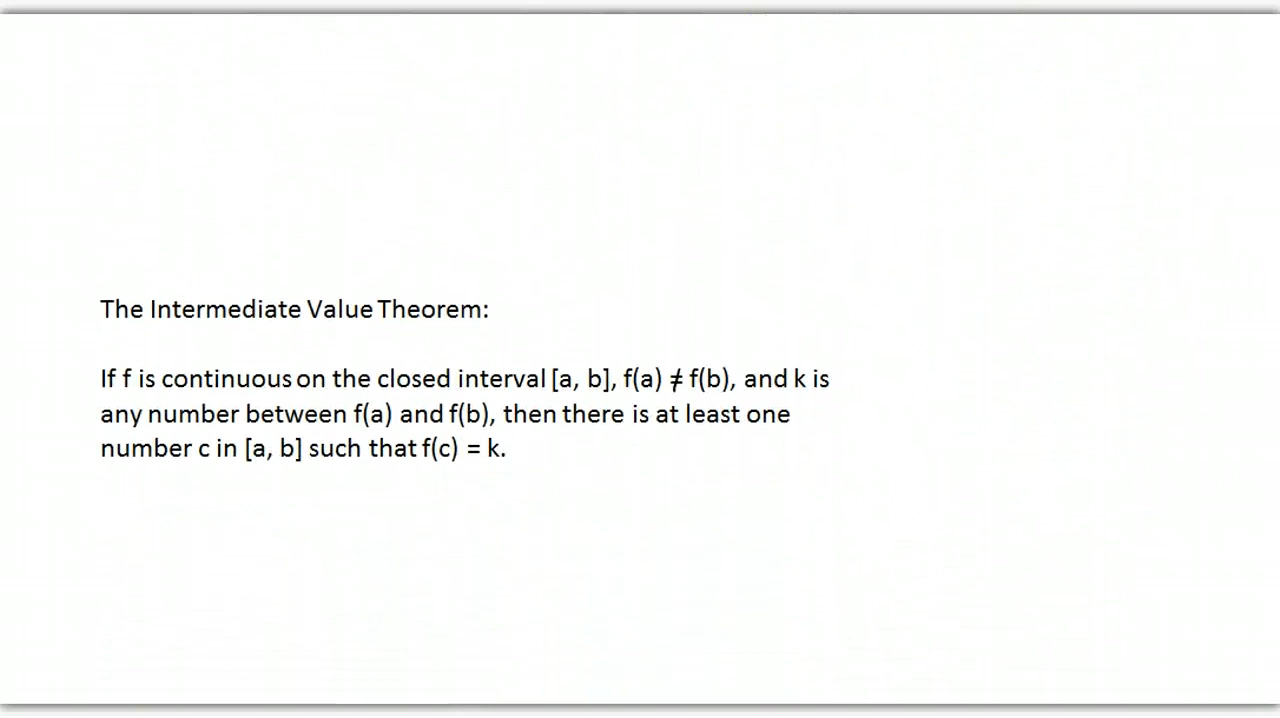 The Intermediate Value Theorem:
If f is continuous on the closed interval [a, b], f(a) ≠ f(b), and k is
any number between f(a) and f(b), then there is at least one
number c in [a, b] such that f(c) = k.